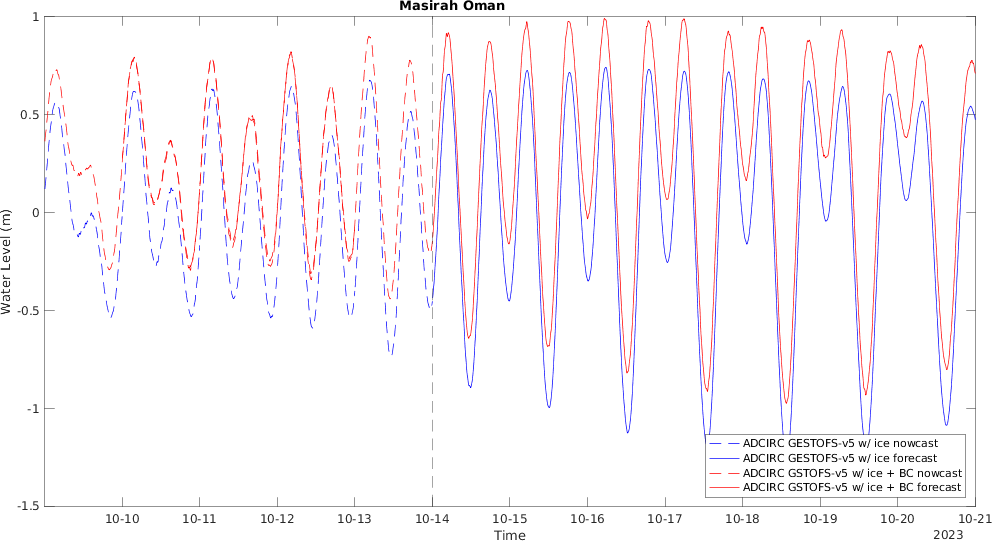 Masirah Oman
Water Level (m)
1
0.5
0
-0.5
-1
-1.5
ADCIRC GESTOFS-v5 w/ ice nowcast
ADCIRC GESTOFS-v5 w/ ice forecast
ADCIRC GSTOFS-v5 w/ ice + BC nowcast
ADCIRC GSTOFS-v5 w/ ice + BC forecast
10-10 10-11 10-12 10-13 10-14 10-15 10-16 10-17 10-18 10-19 10-20 10-21
Time
2023